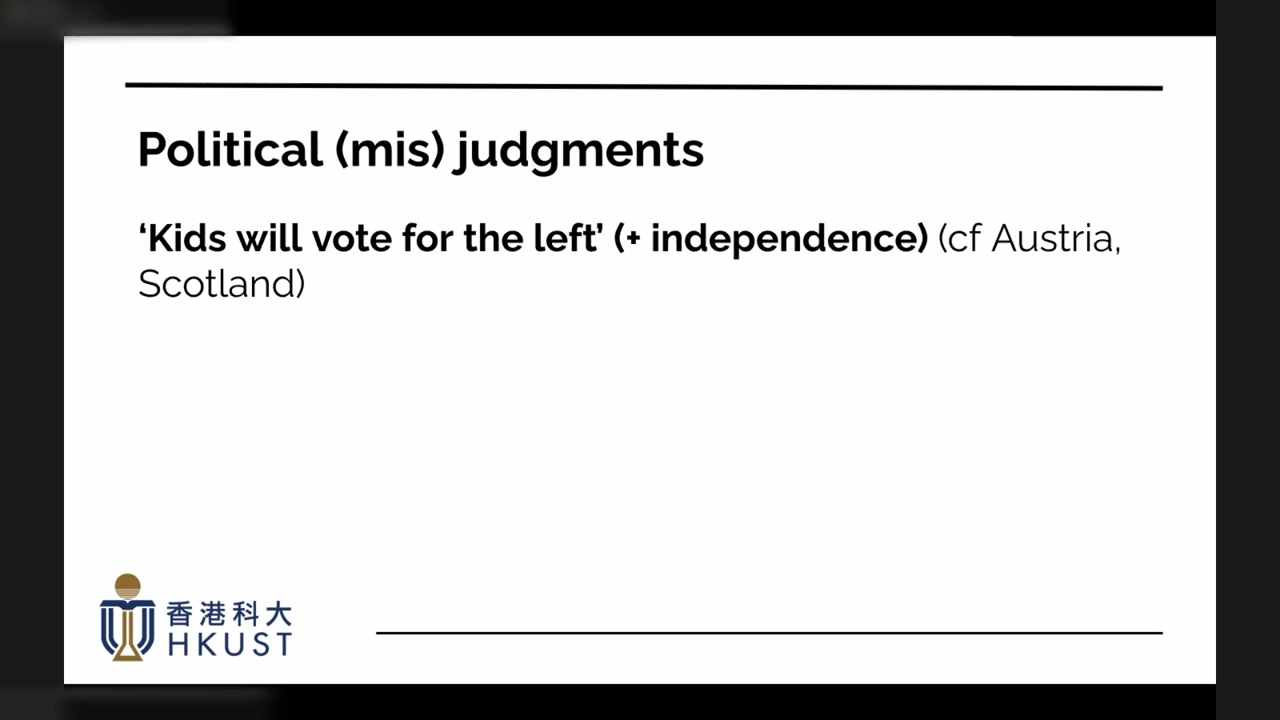 Political (mis) judgments
‘Kids will vote for the left’ (+ independence) (cf Austria,
Scotland)
香港科大
HKUST